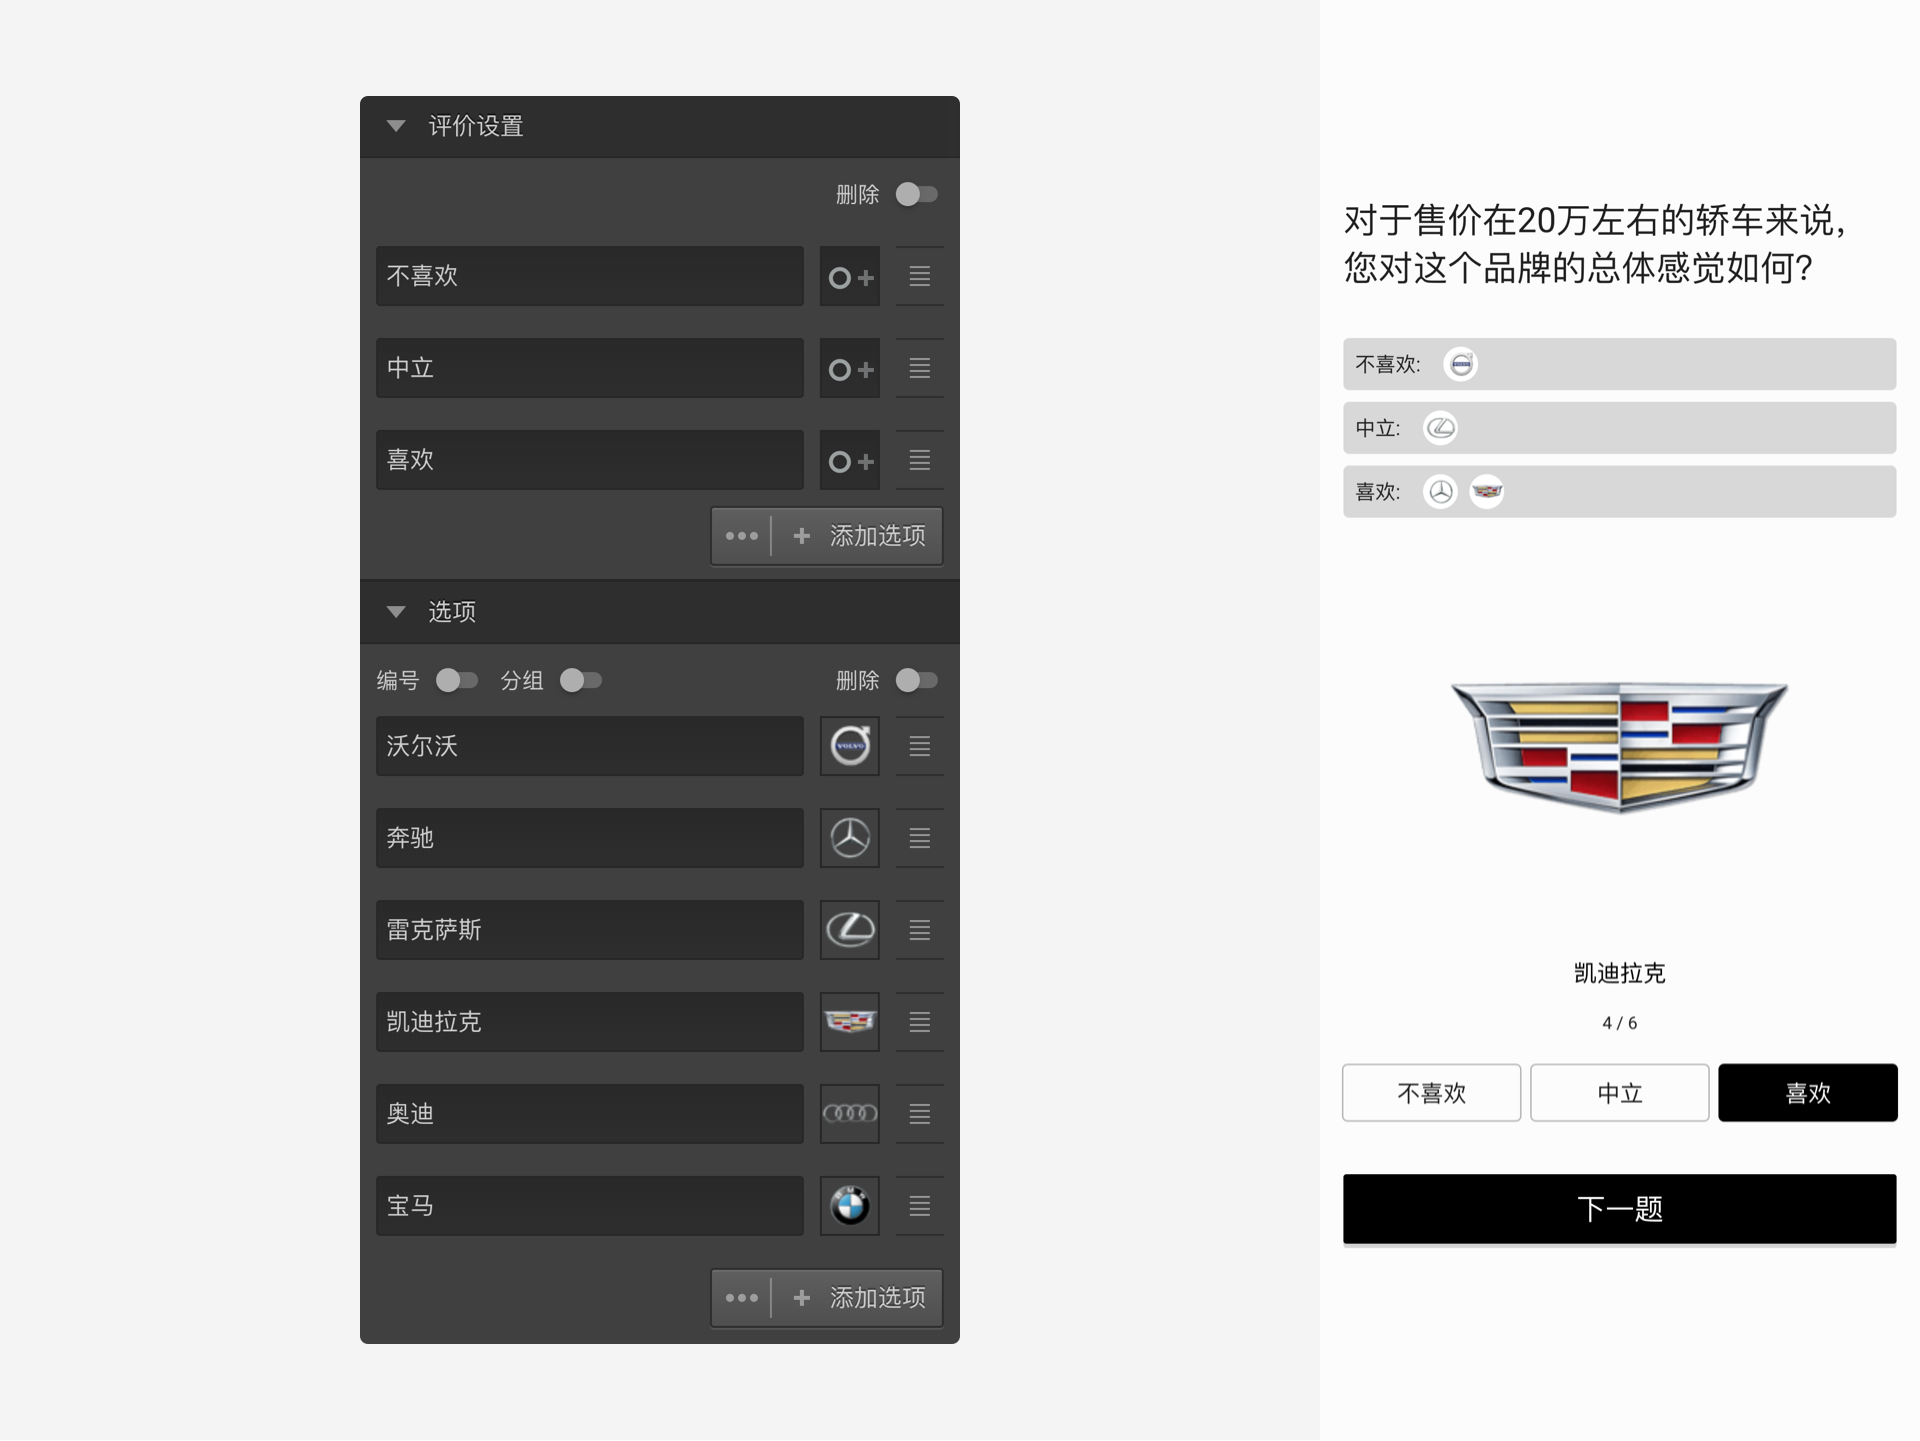 评价设置
删除
不喜欢
中立
喜欢
添加选项
选项
编号 分组 删除
沃尔沃
VOLVO
奔驰
雷克萨斯
凯迪拉克
奥迪
宝马
添加选项
对于售价在20万左右的轿车来说,
您对这个品牌的总体感觉如何?
不喜欢:
中立:
喜欢:
凯迪拉克
4 / 6
不喜欢 中立 喜欢
下一题